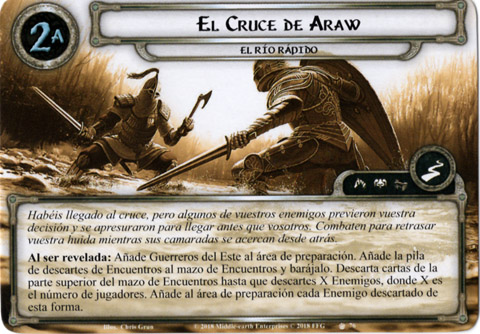 2A
EL CRUCE DE ARAW
EL RÍO RÁPIDO
Habéis llegado al cruce, pero algunos de vuestros enemigos previeron vuestra
decisión y se apresuraron para llegar antes que vosotros. Combaten para retrasar
vuestra huida mientras sus camaradas se acercan desde atrás.
Al ser revelada: Añade Guerreros del Este al área de preparación. Añade la pila
de descartes de Encuentros al mazo de Encuentros y barájalo. Descarta cartas de la
parte superior del mazo de Encuentros hasta que descartes X Enemigos, donde X es
el número de jugadores. Añade al área de preparación cada Enemigo descartado de
esta forma.
Illus. Chris Grun © 2018 Middle-earth Enterprises © 2018 FFG